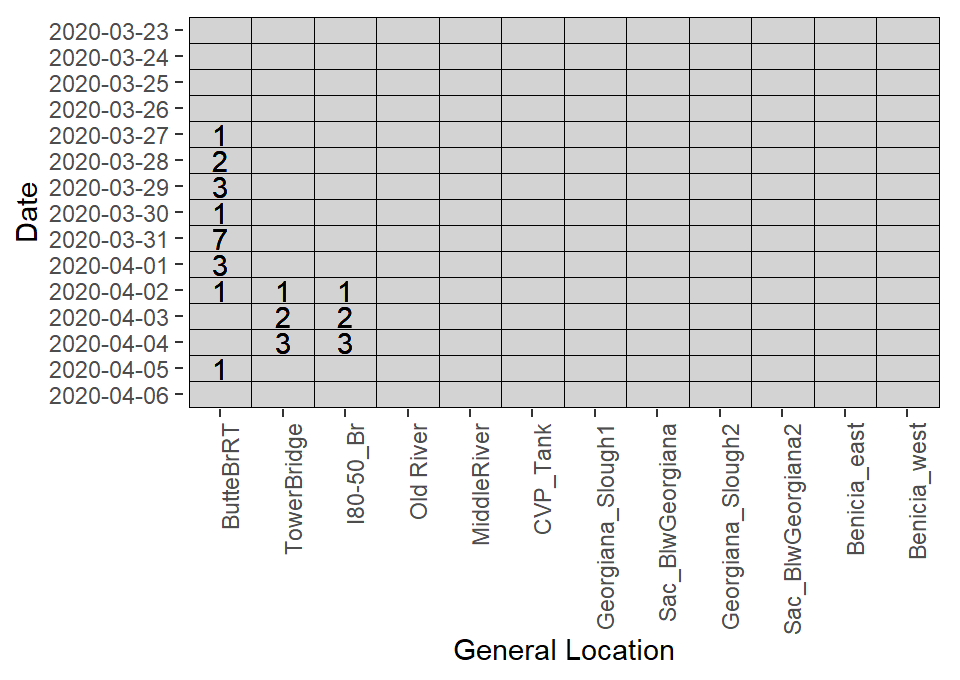 2020-03-23
2020-03-24
2020-03-25
2020-03-26
2020-03-27 1
2020-03-28 2
2020-03-29 3
2020-03-30 1
2020-03-31 7
2020-04-01 3
2020-04-02 1 1 1
2020-04-03 2 2
2020-04-04 3 3
2020-04-05 1
2020-04-06
Date
ButteBrRT
TowerBridge
I80-50_Br
Old River
MiddleRiver
CVP_Tank
Georgiana_Slough1
Sac_BlwGeorgiana
Georgiana_Slough2
Sac_BlwGeorgiana2
Benicia_east
Benicia_west
General Location